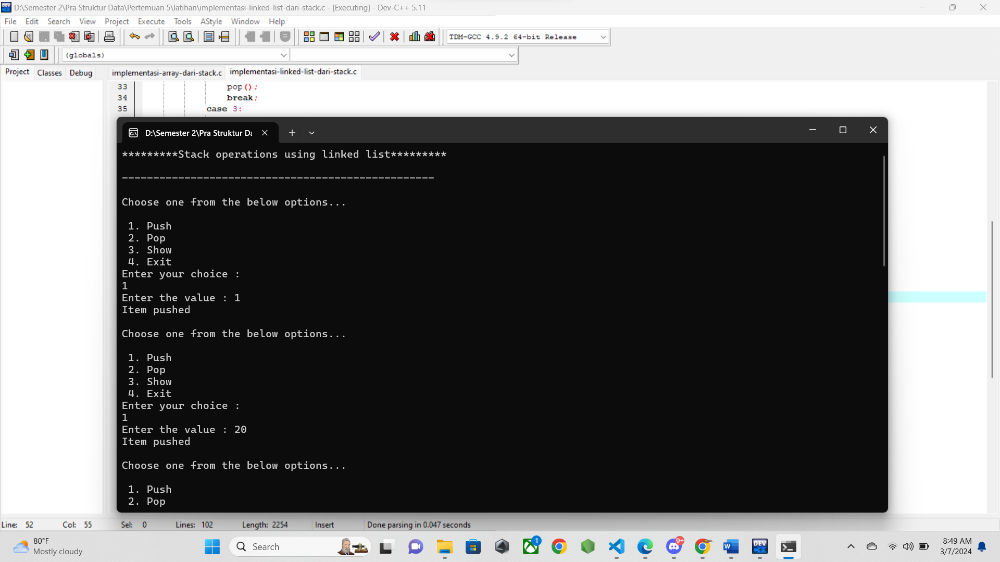 D:\Semester 2\Pra Struktur Data\Pertemuan 5\latihan\implementasi-linked-list-dari-stack.c - [Executing] - Dev-C++ 5.11
File Edit Search View Project Execute Tools AStyle Window Help
TDM-GCC 4.9.2 64-bit Release
(globals)
Project Classes Debug implementasi-array-dari-stack.c implementasi-linked-list-dari-stack.c
33 pop();
34 break;
35 case 3:
D:\Semester 2\Pra Struktur Da
*********Stack operations using linked list*********
--------------------------------------------------
Choose one from the below options...
1. Push
2. Pop
3. Show
4. Exit
Enter your choice :
1
Enter the value : 1
Item pushed
Choose one from the below options...
1. Push
2. Pop
3. Show
4. Exit
Enter your choice :
1
Enter the value : 20
Item pushed
Choose one from the below options...
1. Push
2. Pop
Line: 52 Col: 55 Sel: 0 Lines: 102 Length: 2254 Insert Done parsing in 0.047 seconds
80°F
Mostly cloudy
Search
1
9+
DEV
C++
8:49 AM
3/7/2024